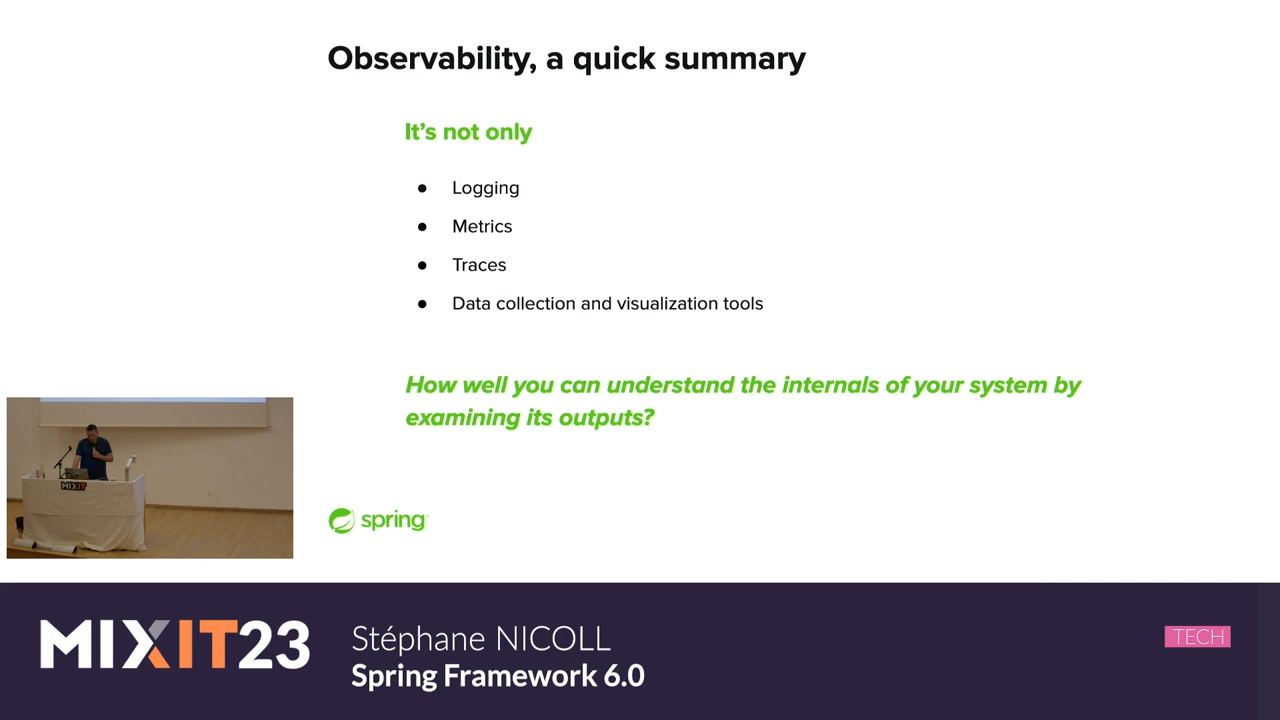 Observability, a quick summary
It's not only
● Logging
● Metrics
● Traces
● Data collection and visualization tools
How well you can understand the internals of your system by
examining its outputs?
MIXIT
spring
MIXIT23
Stéphane NICOLL
Spring Framework 6.0
TECH